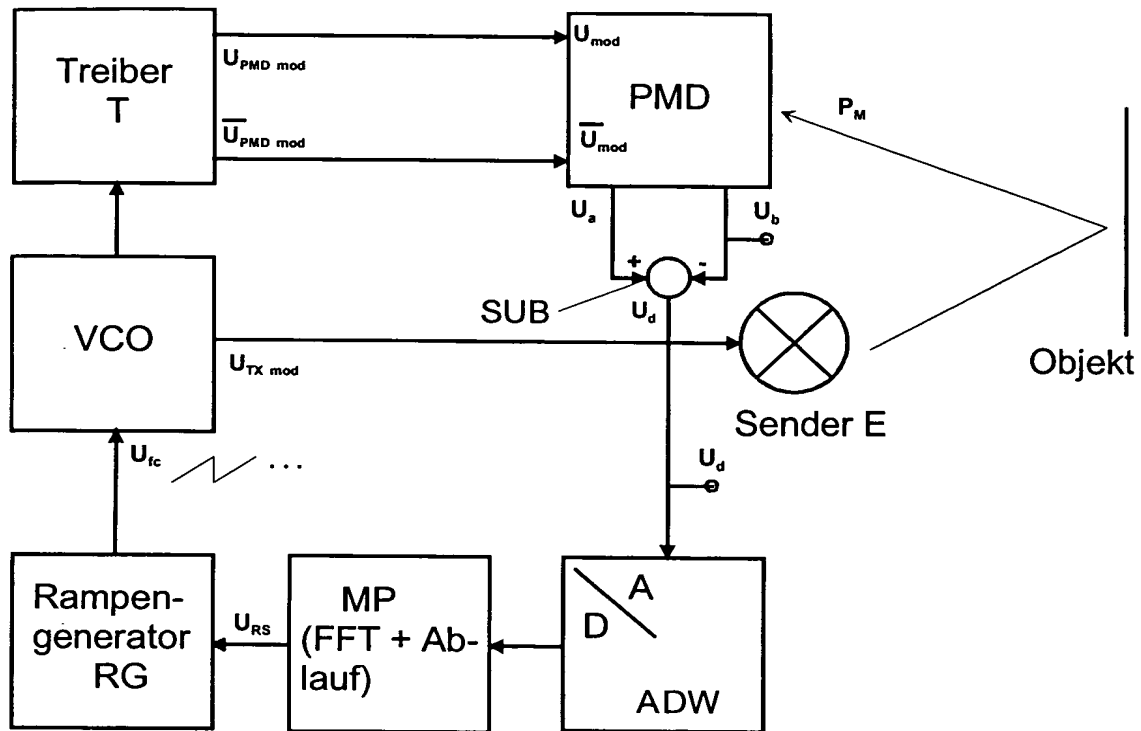 Treiber
T
U_PMD mod
U̅_PMD mod
U_mod
PMD
U̅_mod
P_M
U_a
U_b
+
-
SUB
U_d
VCO
U_TX mod
Sender E
Objekt
U_fc
...
U_d
Rampen-
generator
RG
U_RS
MP
(FFT + Ab-
lauf)
A
D
ADW